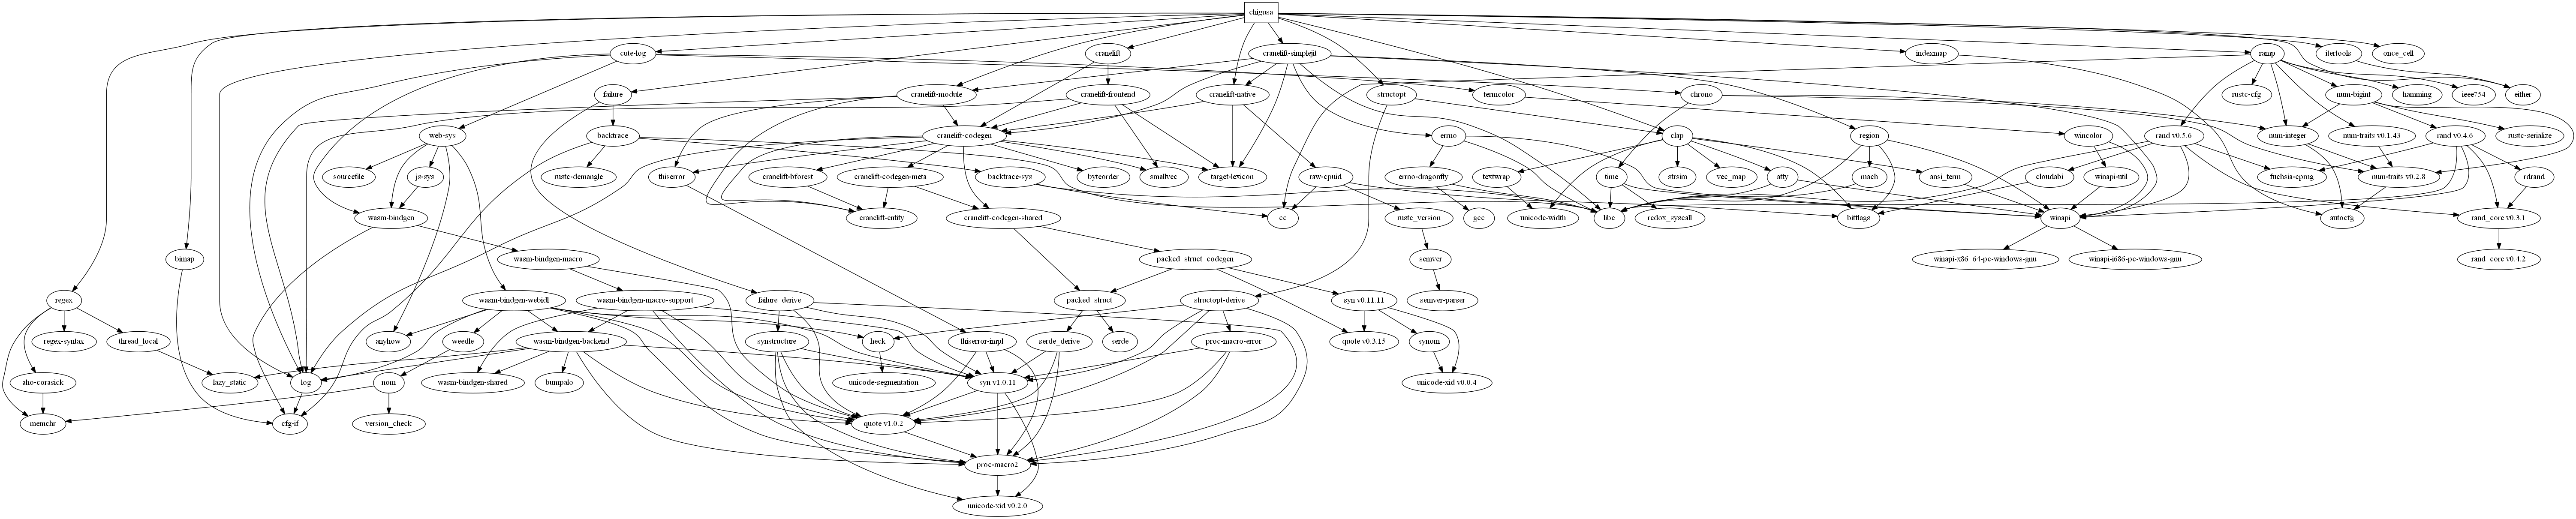 chigusa
cute-log
cranelift
cranelift-simplejit
indexmap
ramp
itertools
once_cell
failure
cranelift-module
cranelift-frontend
cranelift-native
structopt
termcolor
chrono
rustc-cfg
num-bigint
hamming
ieee754
either
web-sys
backtrace
cranelift-codegen
errno
clap
region
wincolor
rand v0.5.6
num-integer
num-traits v0.1.43
rand v0.4.6
rustc-serialize
sourcefile
js-sys
rustc-demangle
thiserror
cranelift-bforest
cranelift-codegen-meta
backtrace-sys
byteorder
smallvec
target-lexicon
raw-cpuid
errno-dragonfly
textwrap
time
strsim
vec_map
atty
mach
ansi_term
winapi-util
cloudabi
fuchsia-cprng
num-traits v0.2.8
rdrand
wasm-bindgen
cranelift-entity
cranelift-codegen-shared
cc
rustc_version
gcc
unicode-width
libc
redox_syscall
bitflags
winapi
autocfg
rand_core v0.3.1
bimap
wasm-bindgen-macro
packed_struct_codegen
semver
winapi-x86_64-pc-windows-gnu
winapi-i686-pc-windows-gnu
rand_core v0.4.2
regex
wasm-bindgen-webidl
wasm-bindgen-macro-support
failure_derive
packed_struct
structopt-derive
syn v0.11.11
semver-parser
regex-syntax
thread_local
anyhow
weedle
wasm-bindgen-backend
synstructure
heck
thiserror-impl
serde_derive
serde
proc-macro-error
quote v0.3.15
synom
aho-corasick
lazy_static
log
nom
wasm-bindgen-shared
bumpalo
unicode-segmentation
syn v1.0.11
unicode-xid v0.0.4
memchr
cfg-if
version_check
quote v1.0.2
proc-macro2
unicode-xid v0.2.0